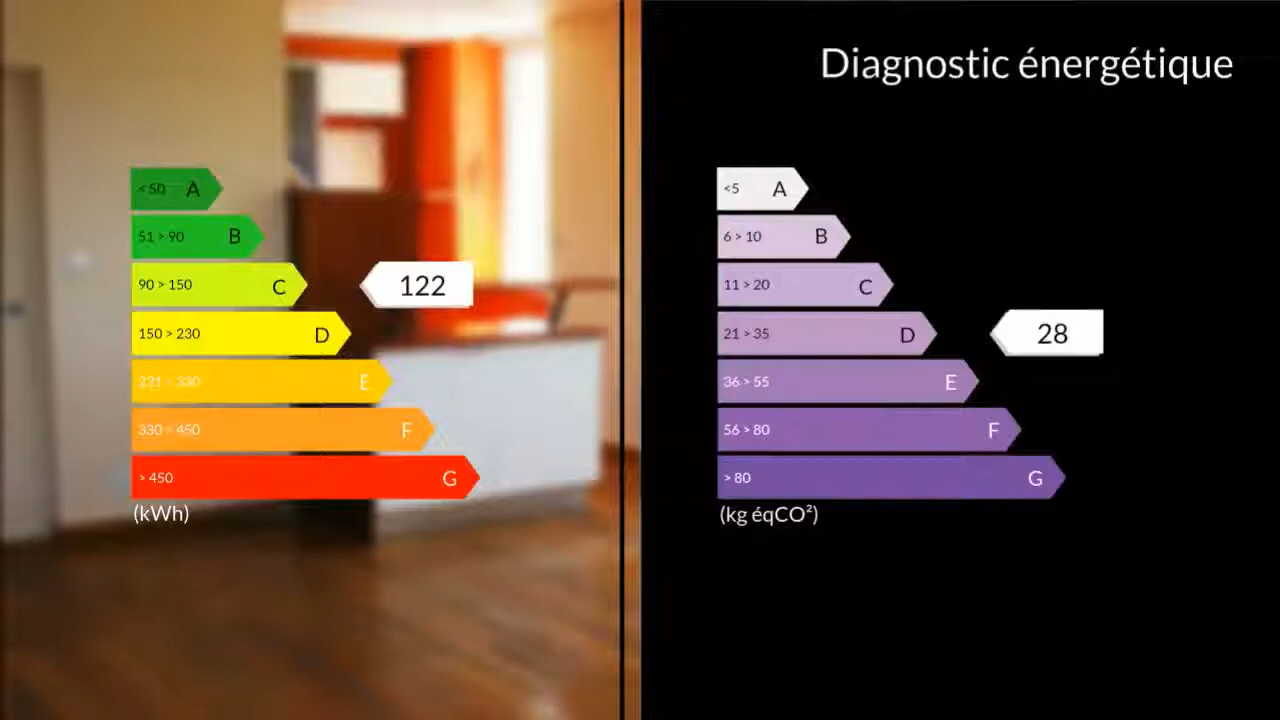 Diagnostic énergétique
<50 A
51 > 90 B
90 > 150 C
122
150 > 230 D
231 > 330 E
330 > 450 F
> 450 G
(kWh)
<5 A
6 > 10 B
11 > 20 C
21 > 35 D
28
36 > 55 E
56 > 80 F
> 80 G
(kg éqCO²)